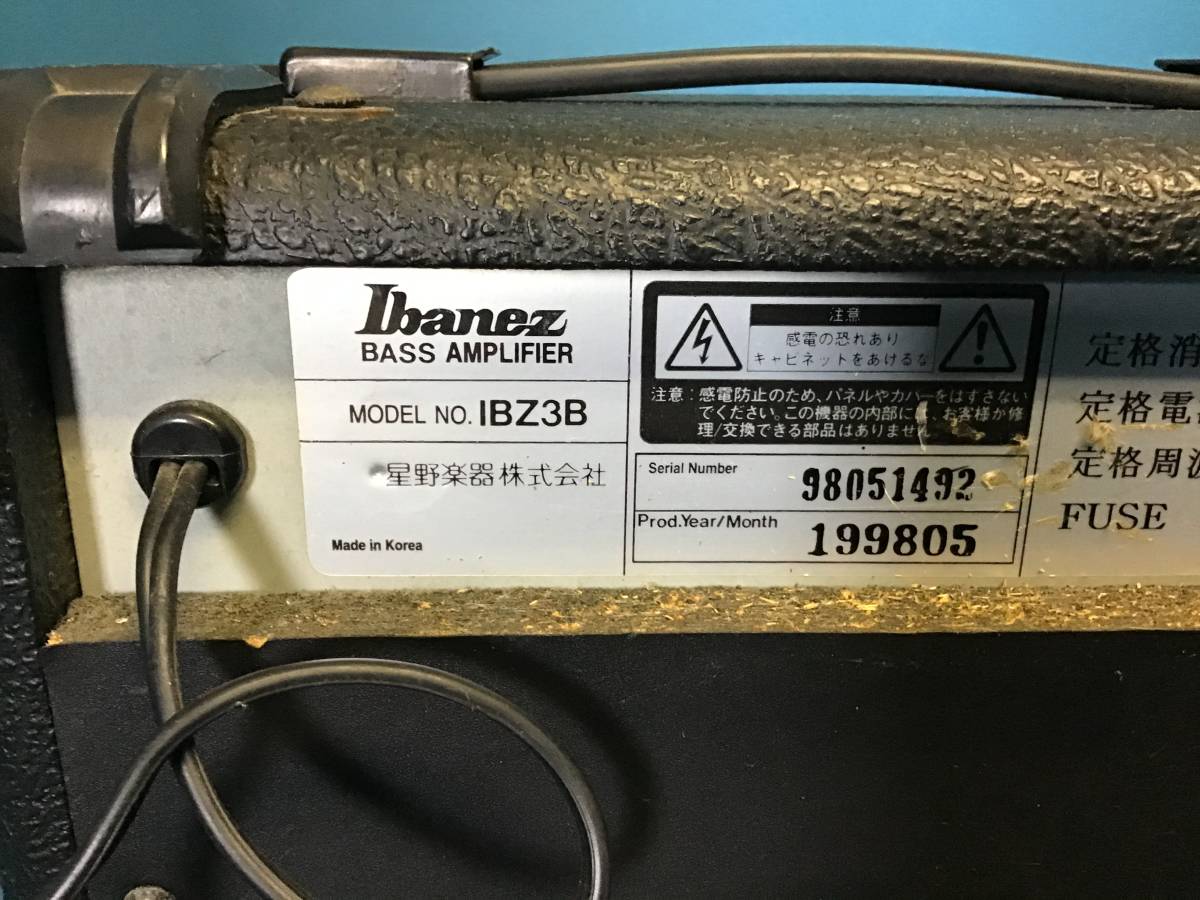 Ibanez
BASS AMPLIFIER
MODEL NO. IBZ3B
星野楽器株式会社
Made in Korea
注意
感電の恐れあり
キャビネットをあけるな
注意：感電防止のため、パネルやカバーをはずさない
でください。この機器の内部には、お客様が修
理/交換できる部品はありません
Serial Number 98051492
Prod.Year/Month 199805
定格消
定格電
定格周波
FUSE